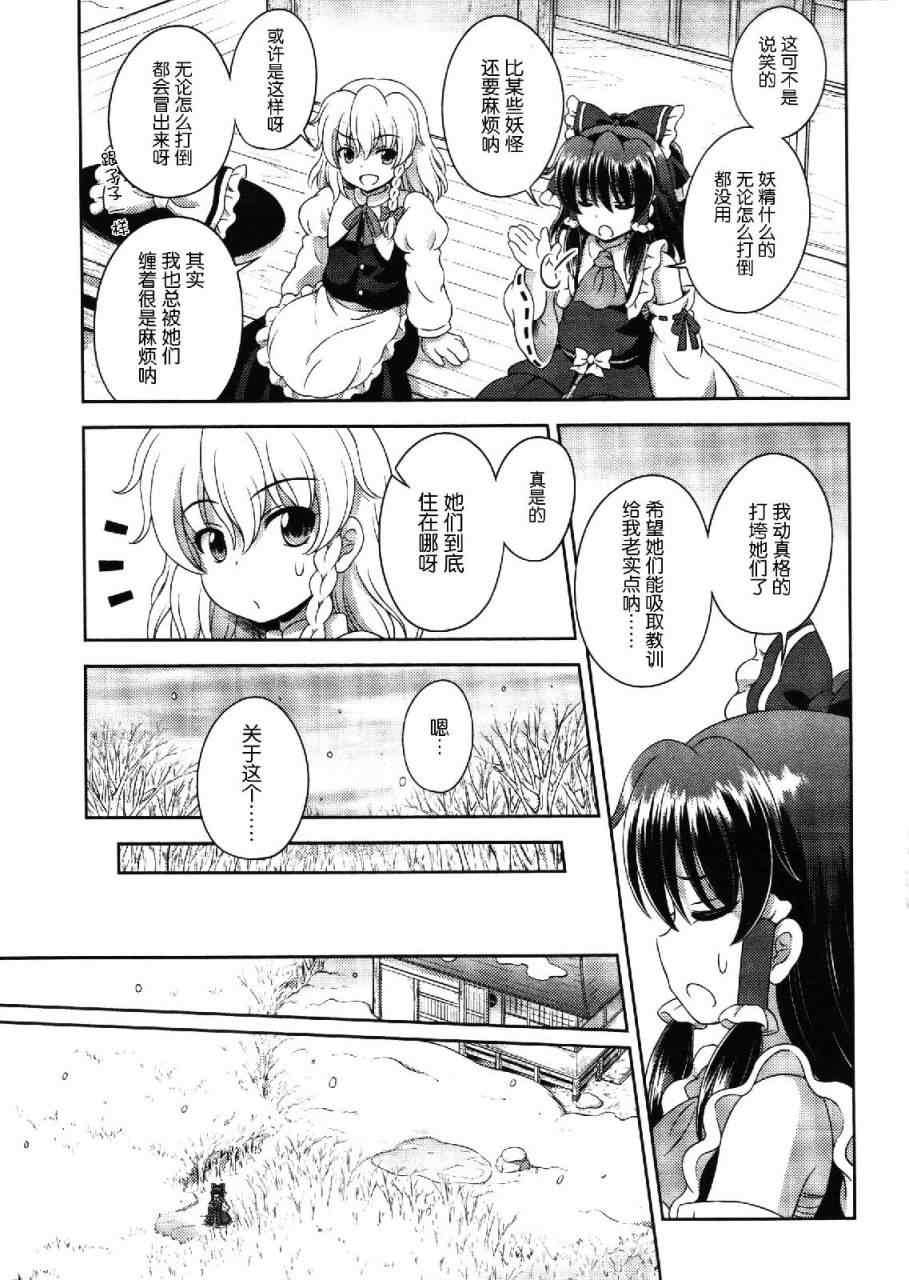 这可不是
说笑的
妖精什么的
无论怎么打倒
都没用
比某些妖怪
还要麻烦呐
或许是这样呀
无论怎么打倒
都会冒出来呀
跟孑孓一样
其实
我也总被她们
缠着很是麻烦呐
我动真格的
打垮她们了
希望她们能吸取教训
给我老实点呐……
真是的
她们到底
住在哪呀
嗯…
关于这个……